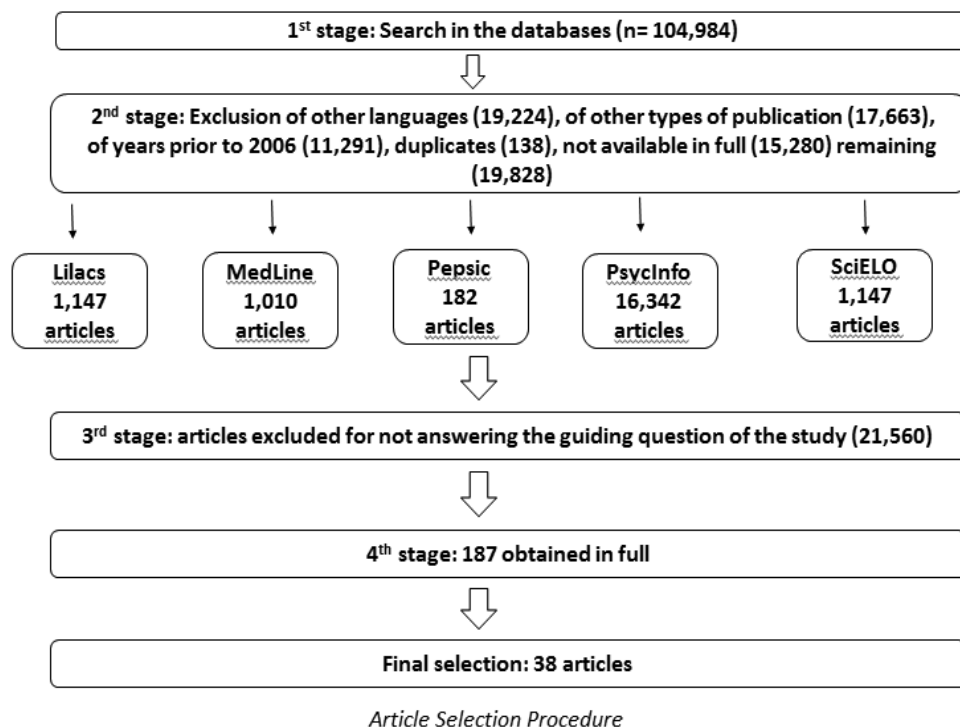 1st stage: Search in the databases (n= 104,984)
2nd stage: Exclusion of other languages (19,224), of other types of publication (17,663),
of years prior to 2006 (11,291), duplicates (138), not available in full (15,280) remaining
(19,828)
Lilacs
1,147
articles
MedLine
1,010
articles
Pepsic
182
articles
PsycInfo
16,342
articles
SciELO
1,147
articles
3rd stage: articles excluded for not answering the guiding question of the study (21,560)
4th stage: 187 obtained in full
Final selection: 38 articles
Article Selection Procedure